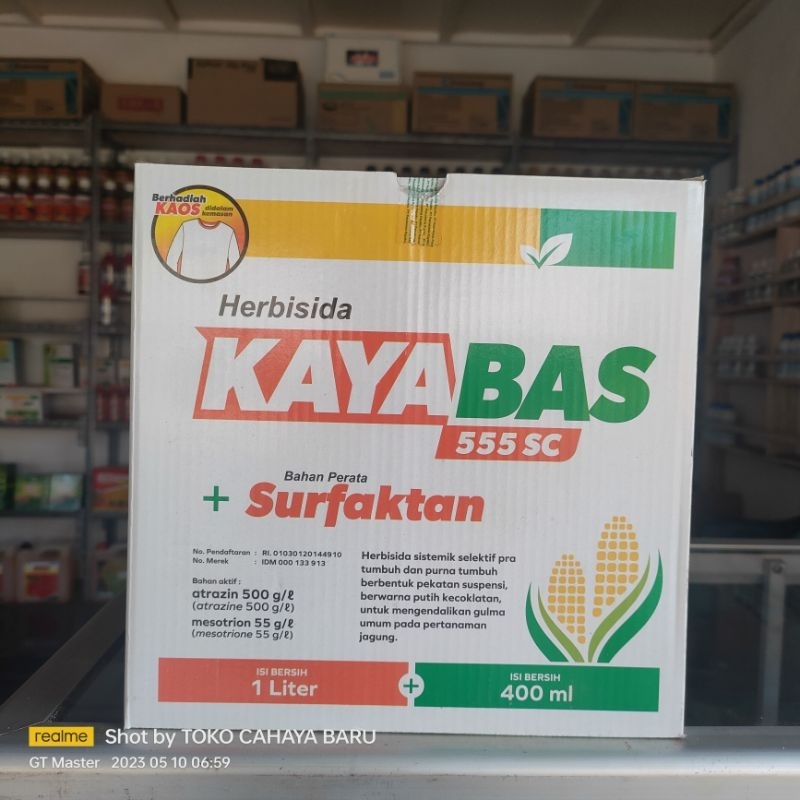 Berhadiah
KAOS didalam
kemasan
Herbisida
KAYABAS
555 SC
Bahan Perata
+ Surfaktan
No. Pendaftaran : RI. 01030120144910
No. Merek : IDM 000 133 913
Bahan aktif :
atrazin 500 g/ℓ
(atrazine 500 g/ℓ)
mesotrion 55 g/ℓ
(mesotrione 55 g/ℓ)
Herbisida sistemik selektif pra
tumbuh dan purna tumbuh
berbentuk pekatan suspensi,
berwarna putih kecoklatan,
untuk mengendalikan gulma
umum pada pertanaman
jagung.
ISI BERSIH
1 Liter
+
ISI BERSIH
400 ml
realme Shot by TOKO CAHAYA BARU
GT Master 2023 05 10 06:59